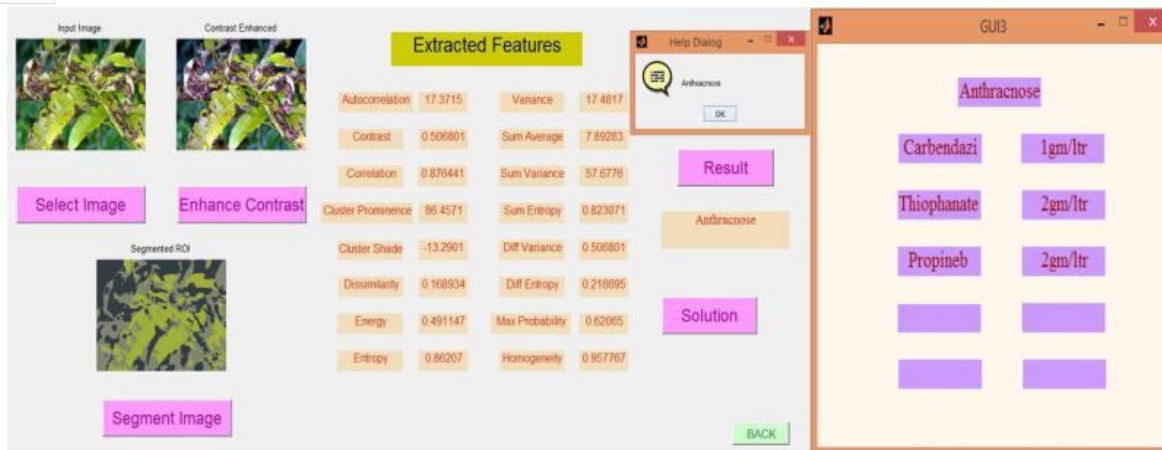 Input Image
Contrast Enhanced
Select Image
Enhance Contrast
Segmented ROI
Segment Image
Extracted Features
Autocorrelation 17.3715 Variance 17.4817
Contrast 0.506801 Sum Average 7.89283
Correlation 0.876441 Sum Variance 57.6776
Cluster Prominence 86.4571 Sum Entropy 0.823071
Cluster Shade -13.2901 Diff Variance 0.506801
Dissimilarity 0.168934 Diff Entropy 0.216695
Energy 0.491147 Max Probability 0.62065
Entropy 0.86207 Homogeneity 0.957767
Help Dialog
Anthracnose
OK
Result
Anthracnose
Solution
BACK
GUI3
Anthracnose
Carbendazi 1gm/ltr
Thiophanate 2gm/ltr
Propineb 2gm/ltr